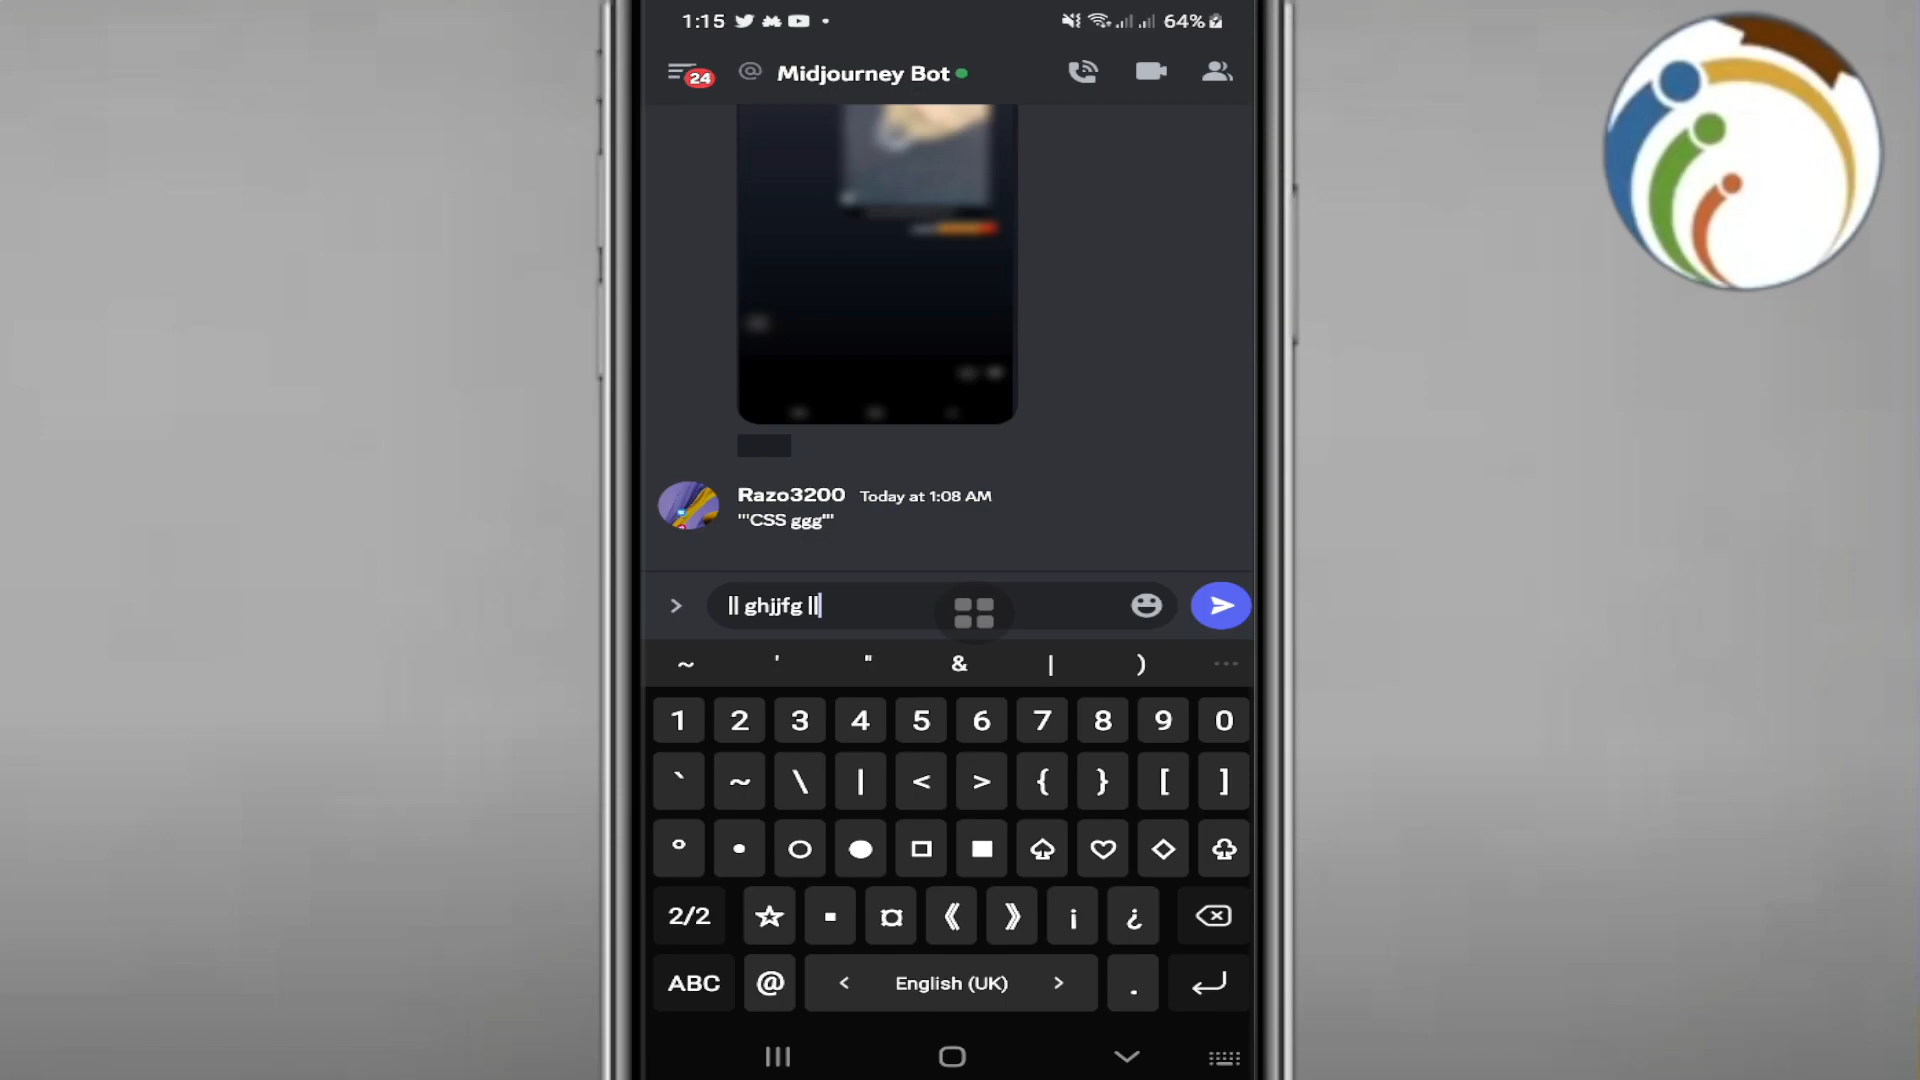 1:15 64%
24 @ Midjourney Bot
Razo3200 Today at 1:08 AM
'''CSS ggg'''
|| ghjjfg ||
~ ' " & | ) ...
1 2 3 4 5 6 7 8 9 0
` ~ \ | < > { } [ ]
° • ○ ● □ ■ ♤ ♡ ◇ ♧
2/2 ☆ ▪ ¤ 《 》 ¡ ¿
ABC @ < English (UK) > .